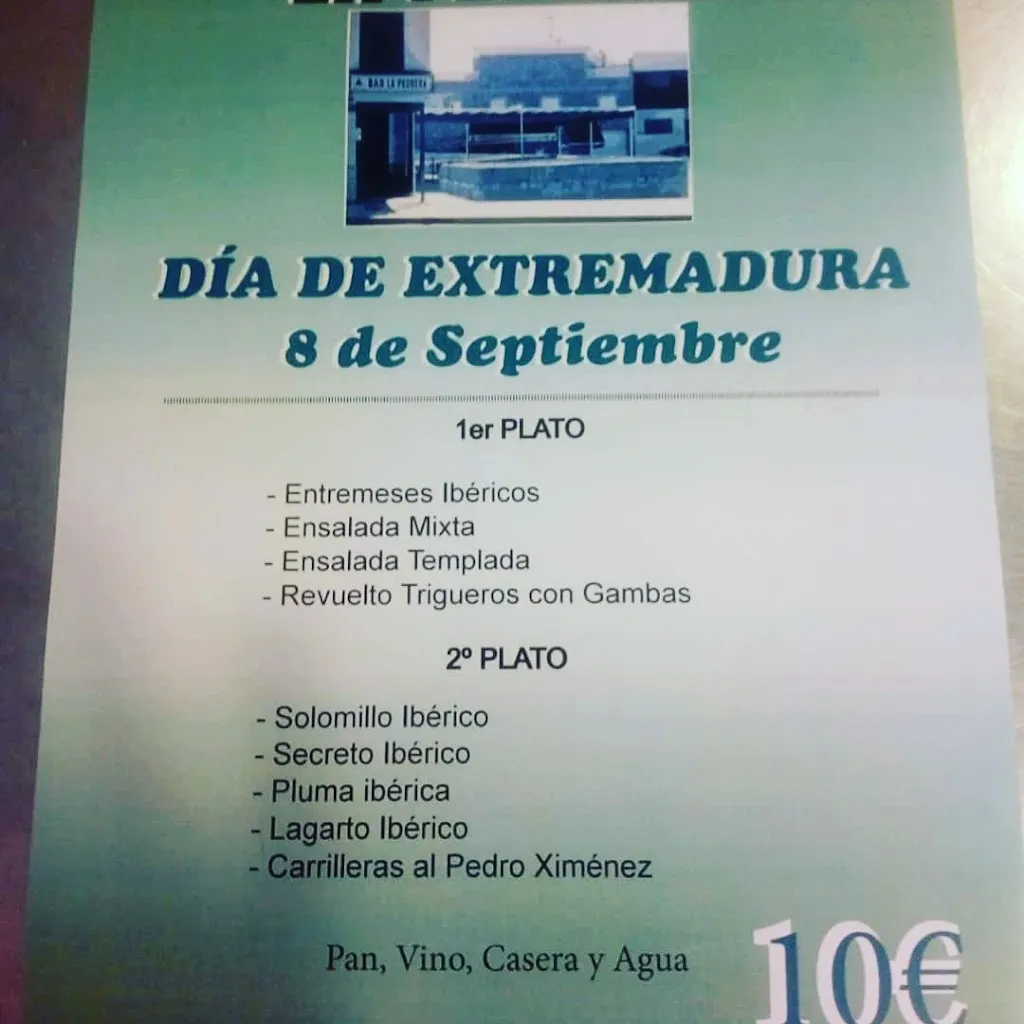 BAR LA PEDRERA
DÍA DE EXTREMADURA
8 de Septiembre
1er PLATO
- Entremeses Ibéricos
- Ensalada Mixta
- Ensalada Templada
- Revuelto Trigueros con Gambas
2º PLATO
- Solomillo Ibérico
- Secreto Ibérico
- Pluma ibérica
- Lagarto Ibérico
- Carrilleras al Pedro Ximénez
Pan, Vino, Casera y Agua
10€